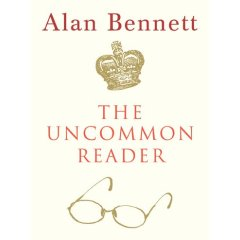 Alan Bennett
THE
UNCOMMON
READER